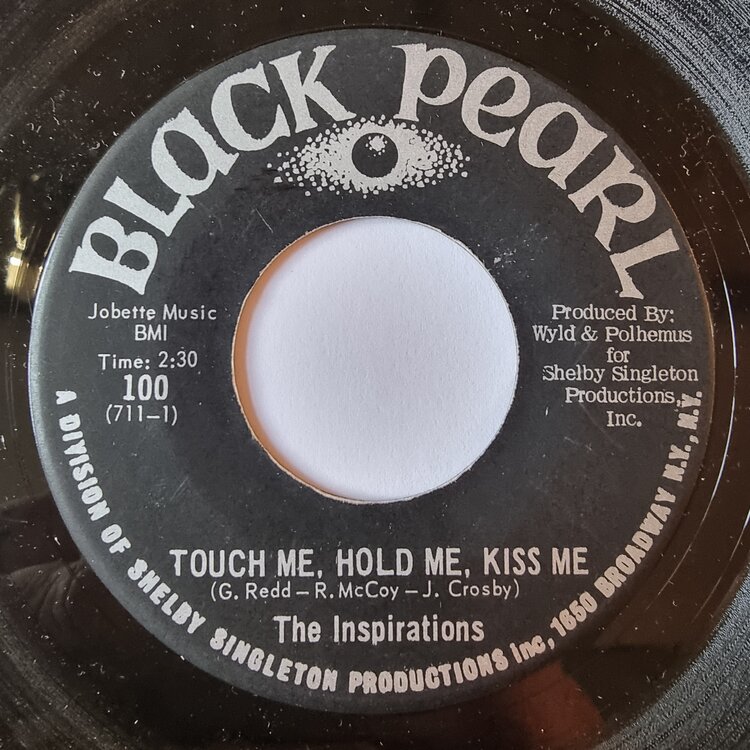 BLACK PEARL
Jobette Music
BMI
Time: 2:30
100
(711–1)
Produced By:
Wyld & Polhemus
for
Shelby Singleton
Productions,
Inc.
TOUCH ME, HOLD ME, KISS ME
(G. Redd – R. McCoy – J. Crosby)
The Inspirations
A DIVISION OF SHELBY SINGLETON PRODUCTIONS Inc, 1650 BROADWAY N.Y., N.Y.